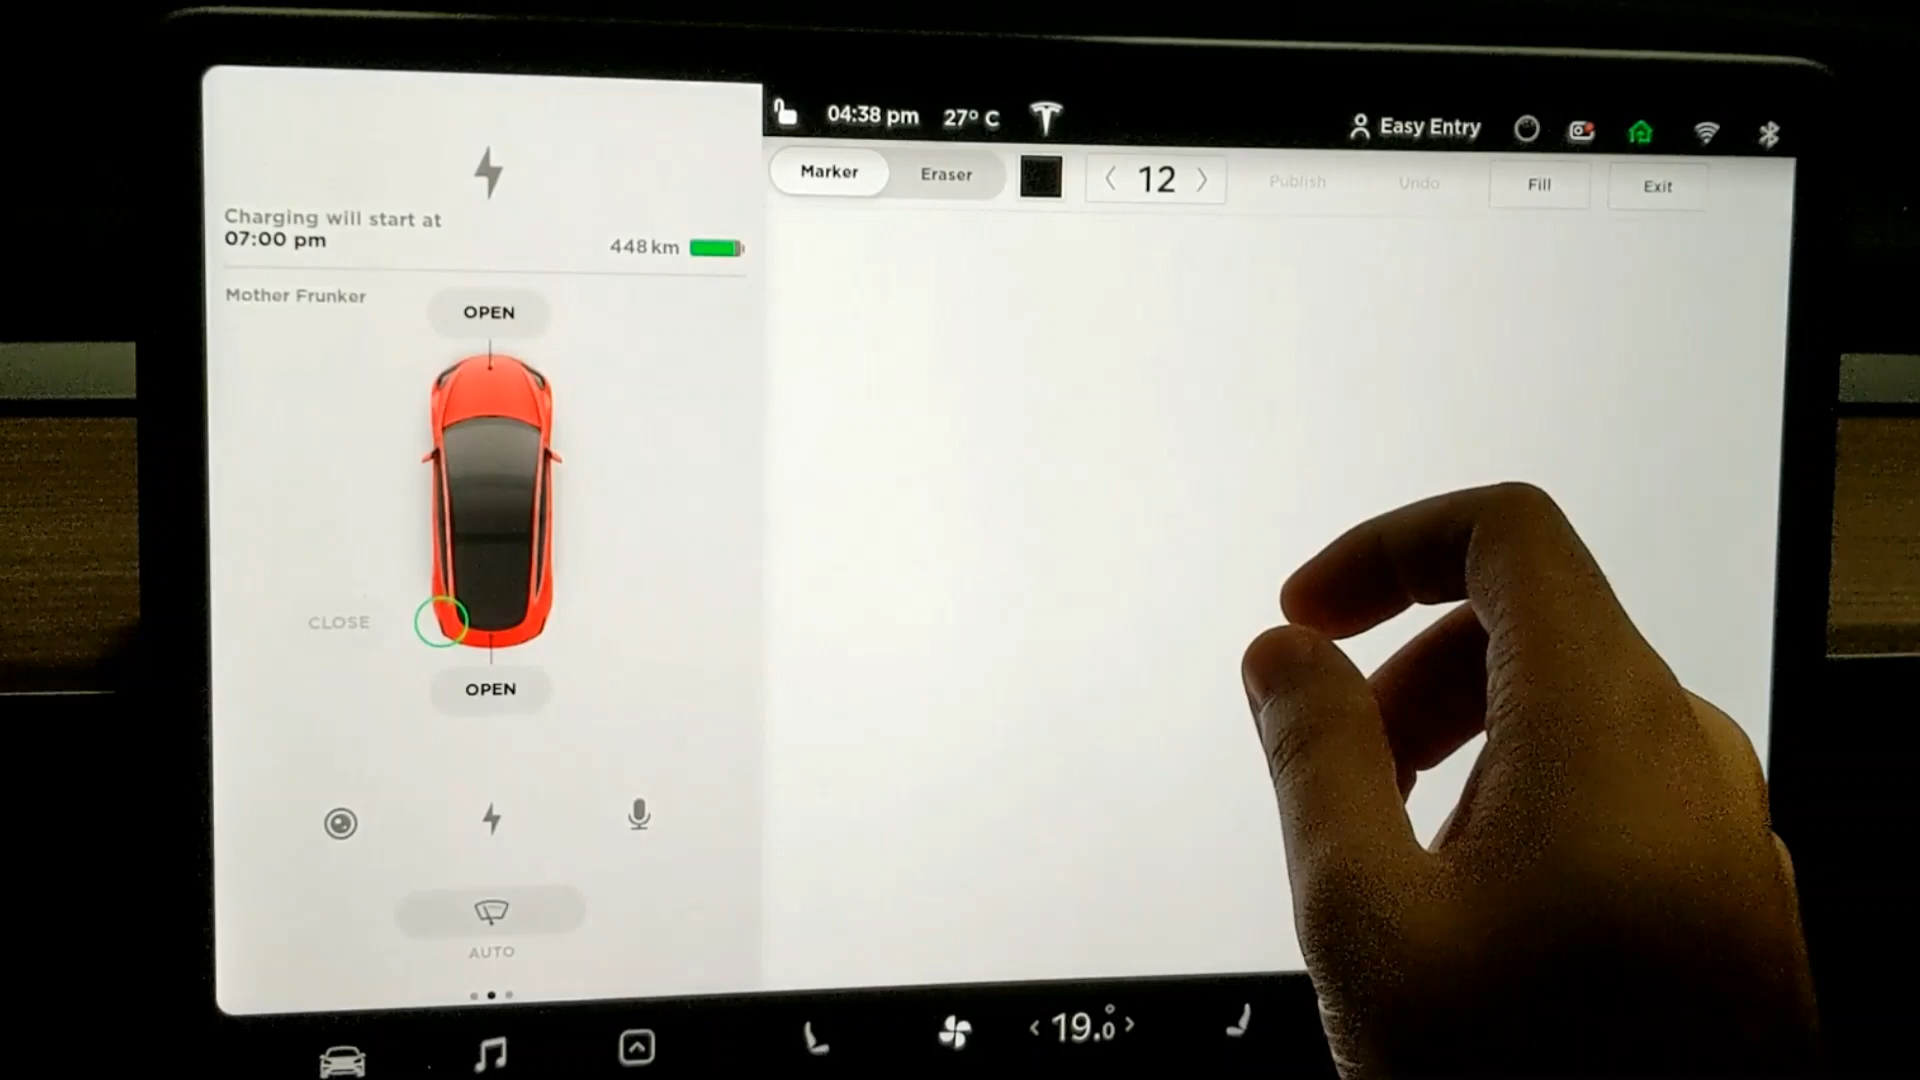 04:38 pm 27° C
Easy Entry
Marker Eraser
12
Publish Undo Fill Exit
Charging will start at
07:00 pm
448 km
Mother Frunker
OPEN
CLOSE
OPEN
AUTO
19.0°